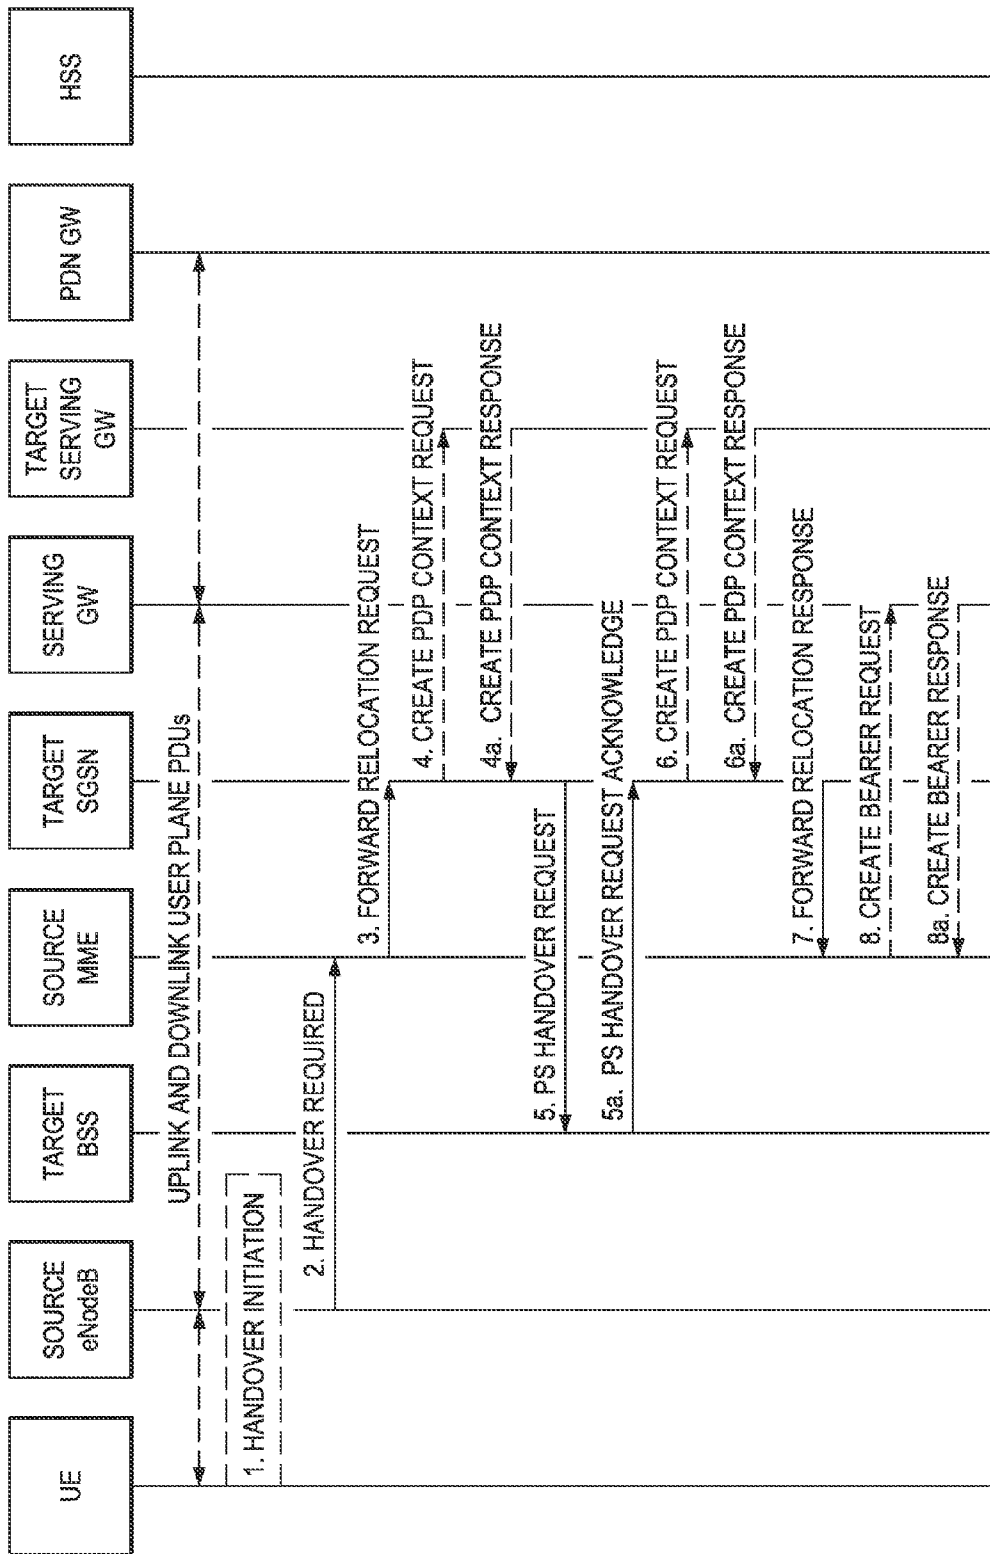 UE
SOURCE
eNodeB
TARGET
BSS
SOURCE
MME
TARGET
SGSN
SERVING
GW
TARGET
SERVING
GW
PDN GW
HSS
UPLINK AND DOWNLINK USER PLANE PDUs
1. HANDOVER INITIATION
2. HANDOVER REQUIRED
3. FORWARD RELOCATION REQUEST
4. CREATE PDP CONTEXT REQUEST
4a. CREATE PDP CONTEXT RESPONSE
5. PS HANDOVER REQUEST
5a. PS HANDOVER REQUEST ACKNOWLEDGE
6. CREATE PDP CONTEXT REQUEST
6a. CREATE PDP CONTEXT RESPONSE
7. FORWARD RELOCATION RESPONSE
8. CREATE BEARER REQUEST
8a. CREATE BEARER RESPONSE